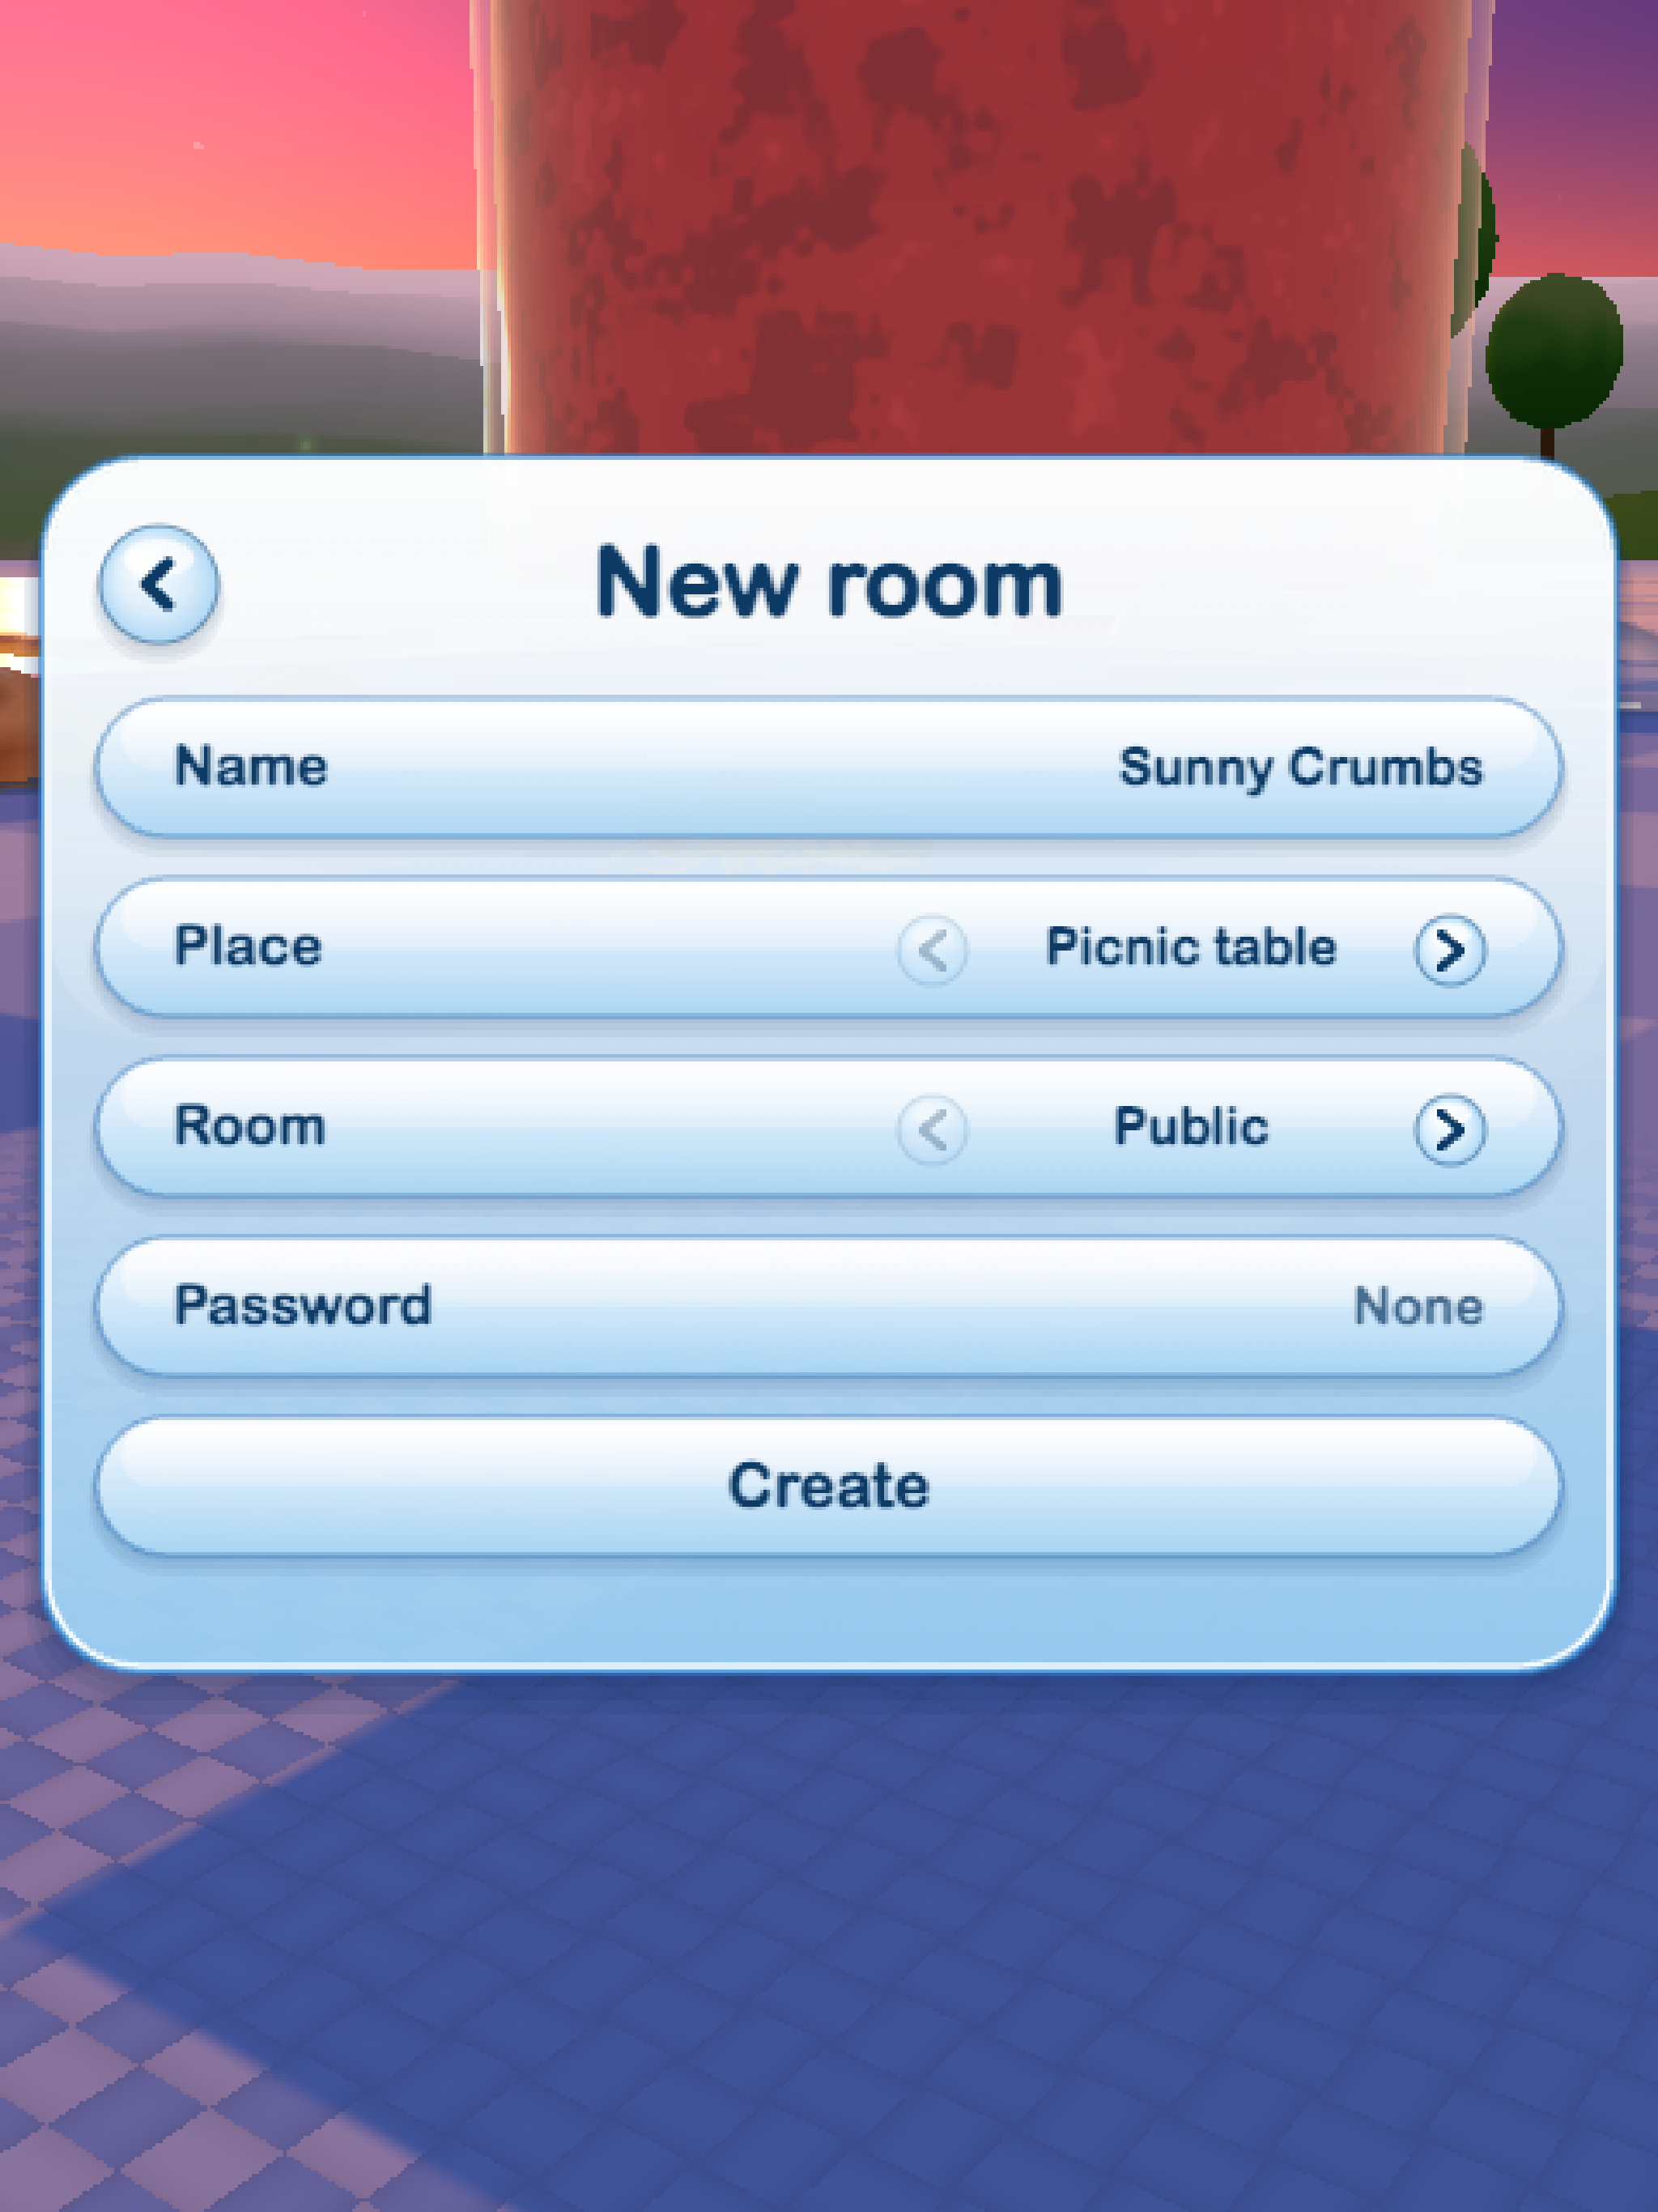 New room
Name Sunny Crumbs
Place Picnic table
Room Public
Password None
Create